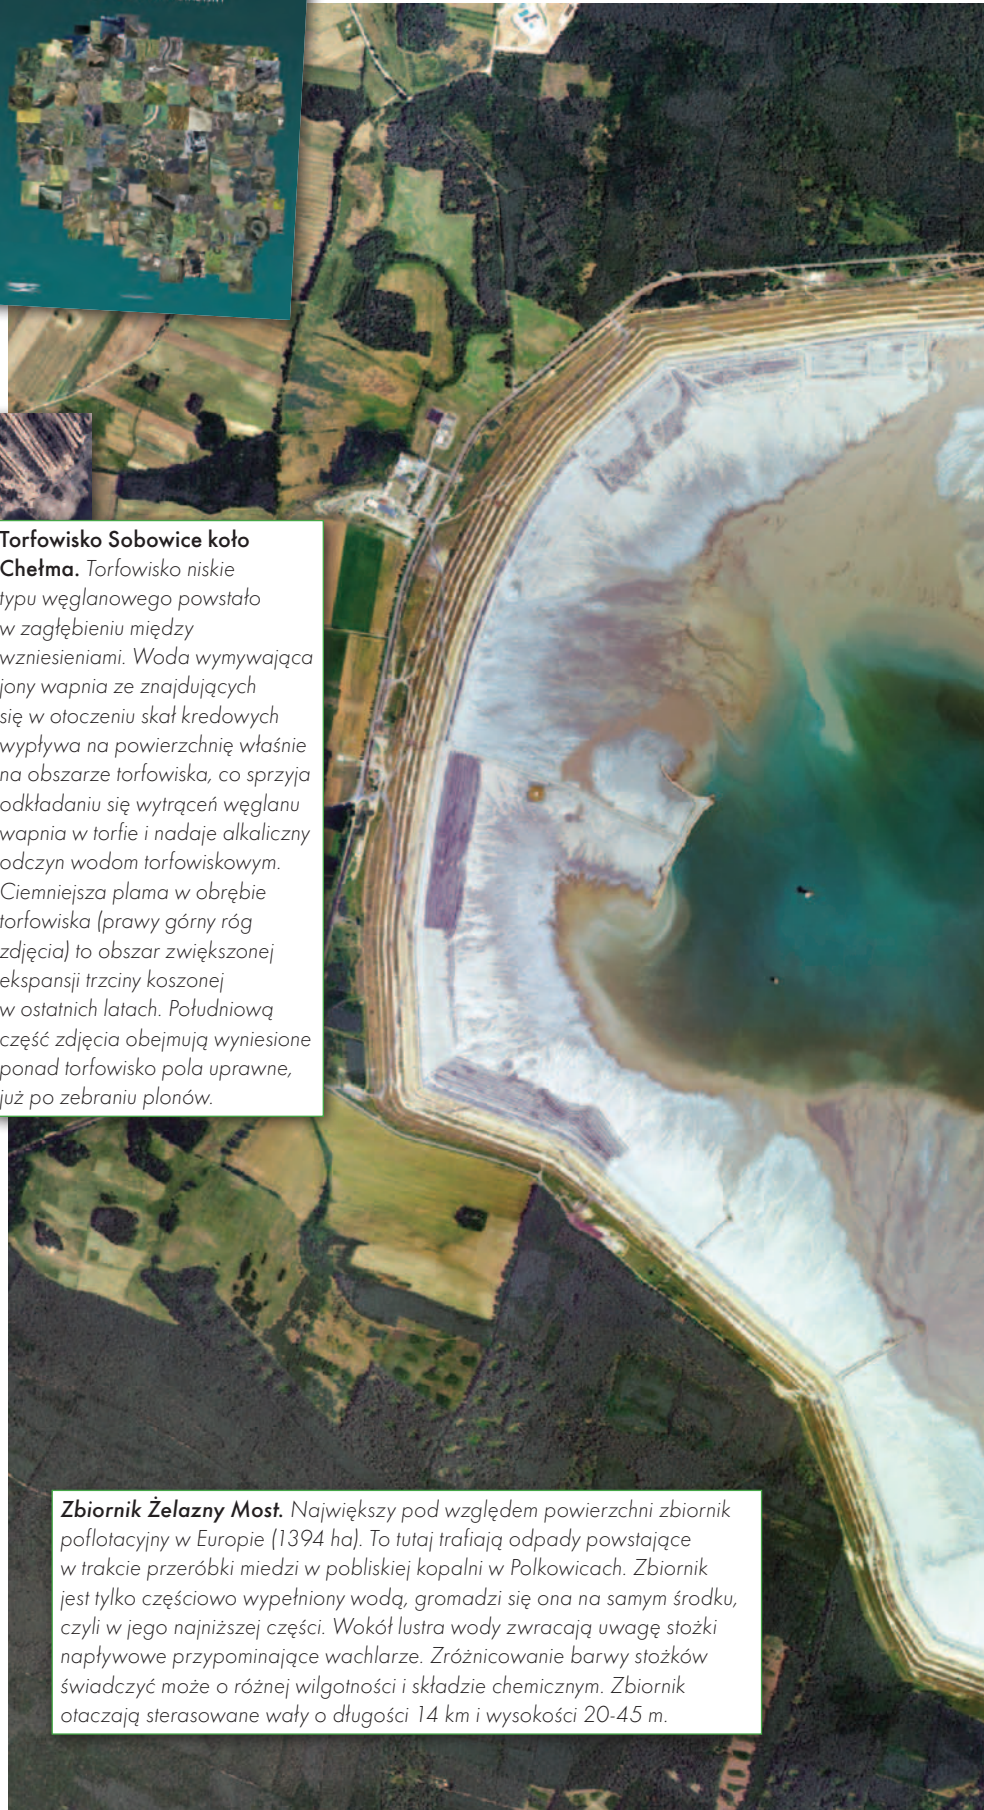 Torfowisko Sobowice koło
Chełma. Torfowisko niskie
typu węglanowego powstało
w zagłębieniu między
wzniesieniami. Woda wymywająca
jony wapnia ze znajdujących
się w otoczeniu skał kredowych
wypływa na powierzchnię właśnie
na obszarze torfowiska, co sprzyja
odkładaniu się wytrąceń węglanu
wapnia w torfie i nadaje alkaliczny
odczyn wodom torfowiskowym.
Ciemniejsza plama w obrębie
torfowiska (prawy górny róg
zdjęcia) to obszar zwiększonej
ekspansji trzciny koszonej
w ostatnich latach. Południową
część zdjęcia obejmują wyniesione
ponad torfowisko pola uprawne,
już po zebraniu plonów.
Zbiornik Żelazny Most. Największy pod względem powierzchni zbiornik
poflotacyjny w Europie (1394 ha). To tutaj trafiają odpady powstające
w trakcie przeróbki miedzi w pobliskiej kopalni w Polkowicach. Zbiornik
jest tylko częściowo wypełniony wodą, gromadzi się ona na samym środku,
czyli w jego najniższej części. Wokół lustra wody zwracają uwagę stożki
napływowe przypominające wachlarze. Zróżnicowanie barwy stożków
świadczyć może o różnej wilgotności i składzie chemicznym. Zbiornik
otaczają sterasowane wały o długości 14 km i wysokości 20-45 m.